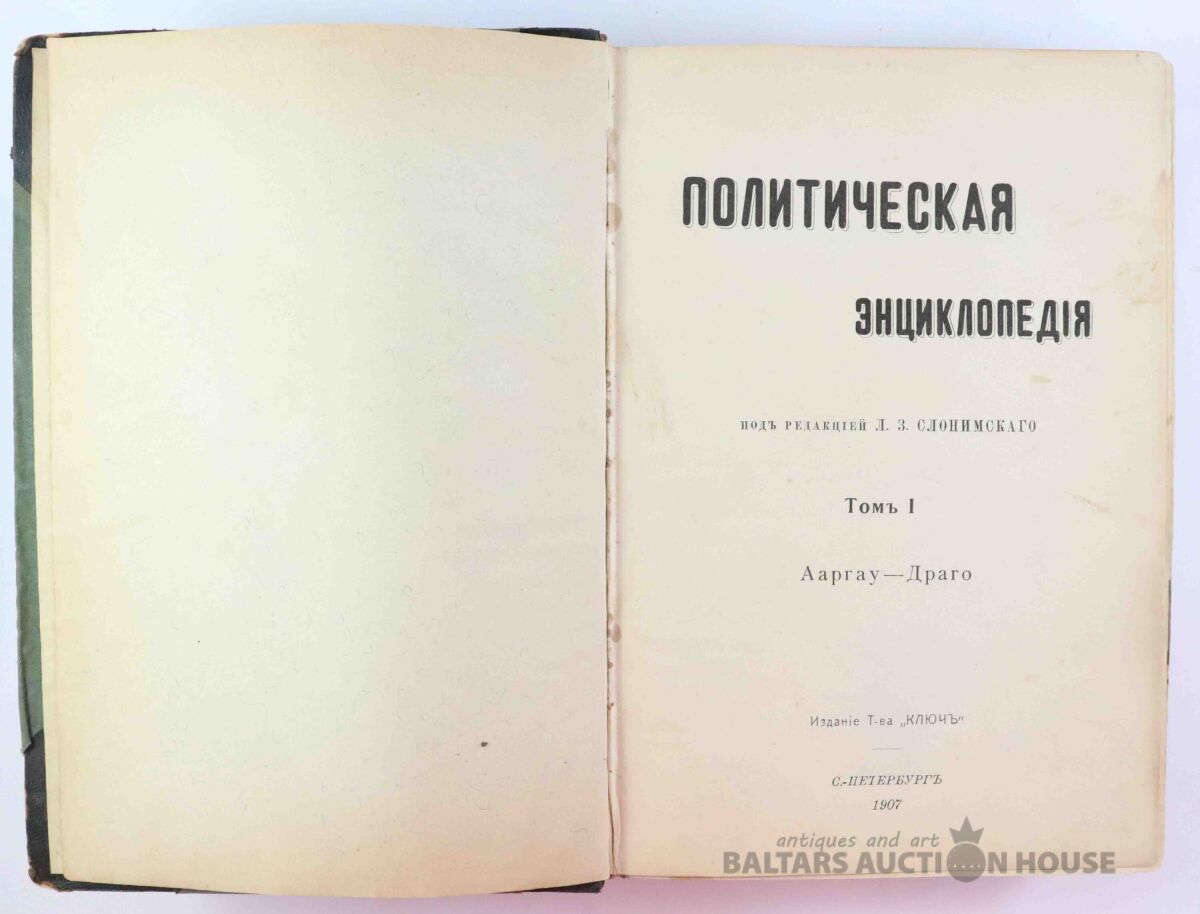 ПОЛИТИЧЕСКАЯ
ЭНЦИКЛОПЕДІЯ
ПОДЪ РЕДАКЦІЕЙ Л. З. СЛОНИМСКАГО
Томъ I
Ааргау—Драго
Изданіе Т-ва „КЛЮЧЪ“
С.-ПЕТЕРБУРГЪ
1907
antiques and art
BALTARS AUCTION HOUSE